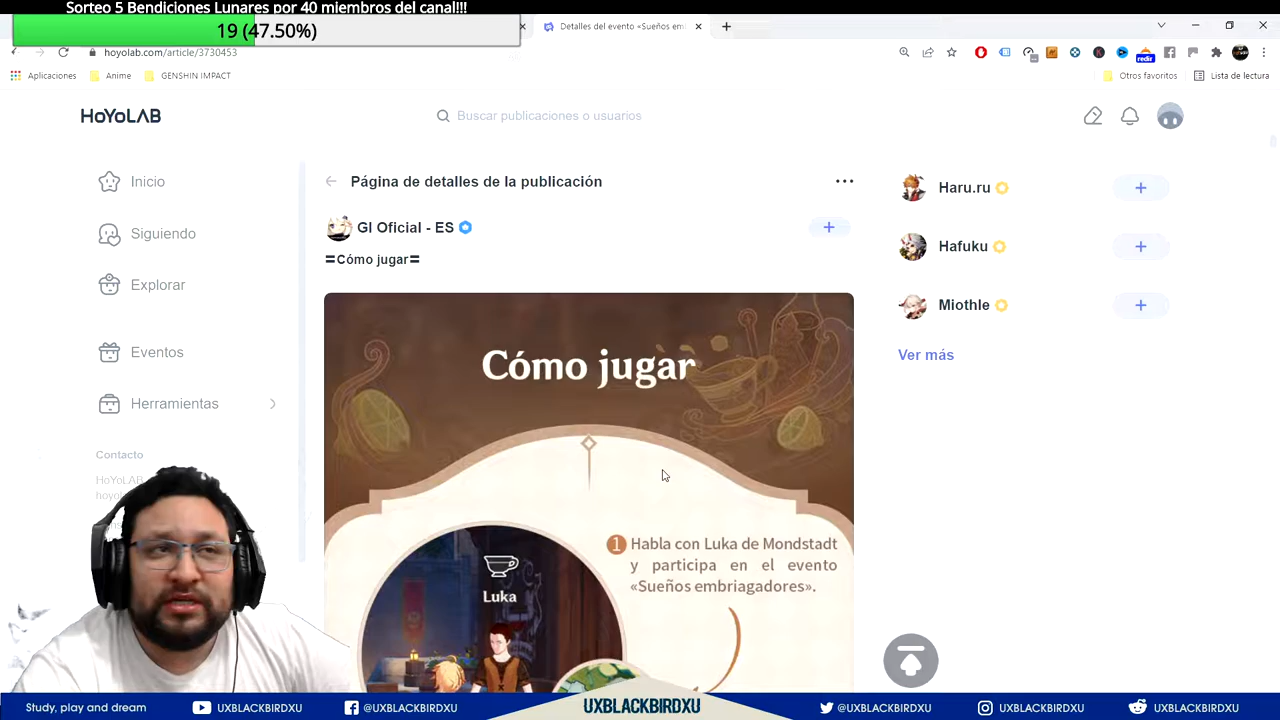 Sorteo 5 Bendiciones Lunares por 40 miembros del canal!!!
19 (47.50%)
Detalles del evento «Sueños em
hoyolab.com/article/3730453
redir
Aplicaciones
Anime
GENSHIN IMPACT
Otros favoritos
Lista de lectura
HoYoLAB
Buscar publicaciones o usuarios
Inicio
Siguiendo
Explorar
Eventos
Herramientas
Contacto
HoYoLAB
Página de detalles de la publicación
GI Oficial - ES
〓Cómo jugar〓
Cómo jugar
Luka
1 Habla con Luka de Mondstadt
y participa en el evento
«Sueños embriagadores».
Haru.ru
Hafuku
Miothle
Ver más
Study, play and dream
UXBLACKBIRDXU
@UXBLACKBIRDXU
UXBLACKBIRDXU
@UXBLACKBIRDXU
UXBLACKBIRDXU
UXBLACKBIRDXU